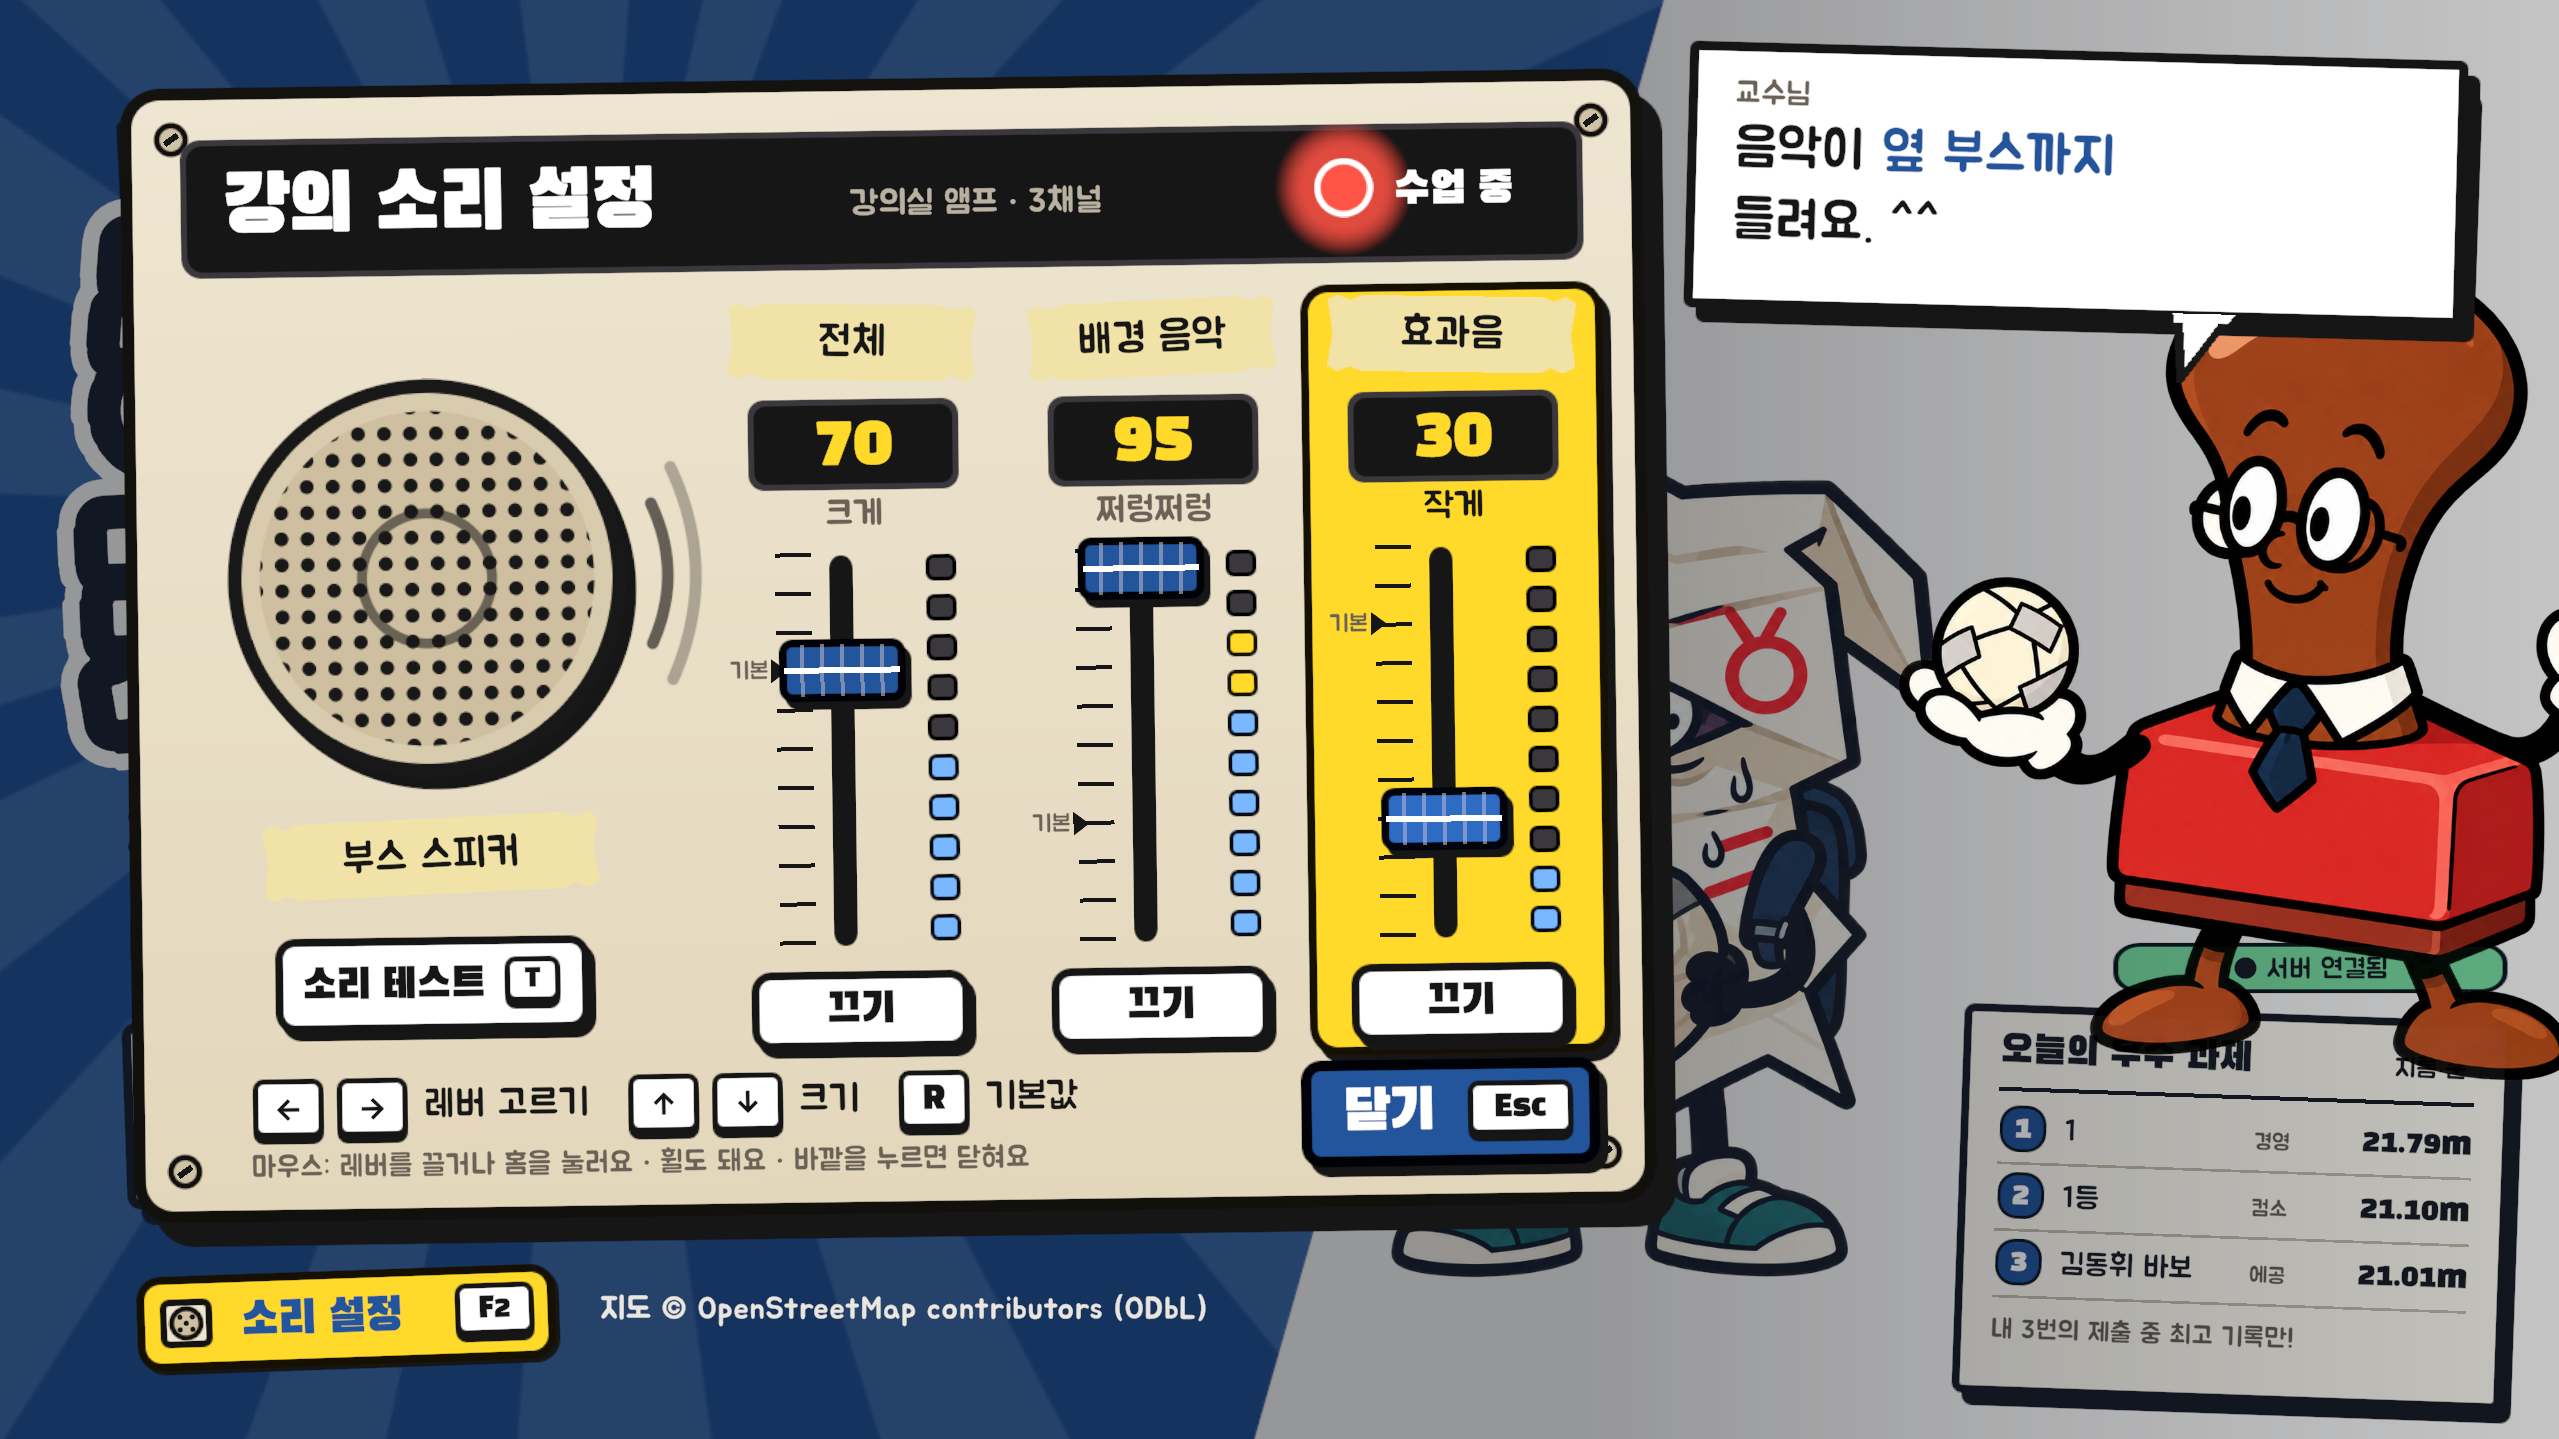 강의 소리 설정
강의실 앰프 · 3채널
수업 중
전체
배경 음악
효과음
70
95
30
크게
쩌렁쩌렁
작게
기본
기본
기본
부스 스피커
소리 테스트 T
끄기
끄기
끄기
← → 레버 고르기 ↑ ↓ 크기 R 기본값
닫기 Esc
마우스: 레버를 끌거나 홈을 눌러요 · 휠도 돼요 · 바깥을 누르면 닫혀요
소리 설정 F2
지도 © OpenStreetMap contributors (ODbL)
교수님
음악이 옆 부스까지
들려요. ^^
서버 연결됨
오늘의 우수 과제
1 1 경영 21.79m
2 1등 컴소 21.10m
3 김동휘 바보 에공 21.01m
내 3번의 제출 중 최고 기록만!